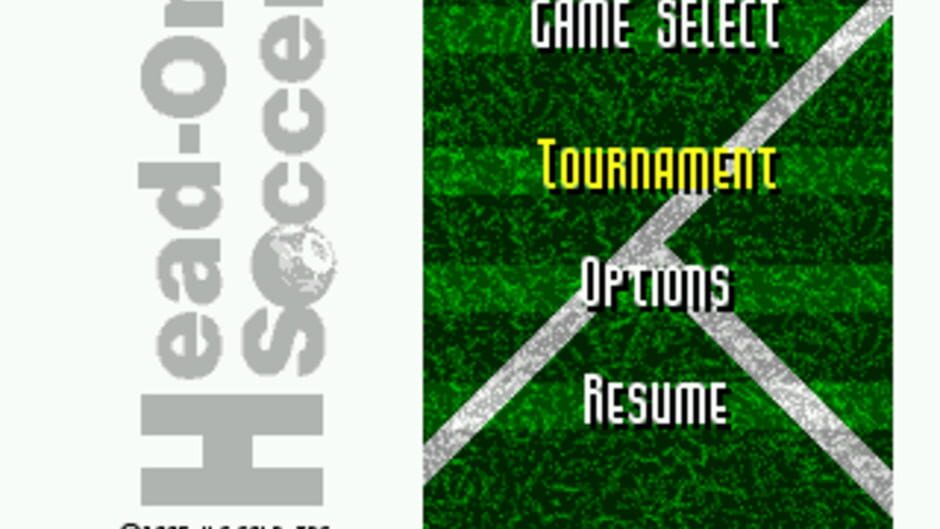 Head-On
Soccer
GAME SELECT
TOURNAMENT
OPTIONS
RESUME